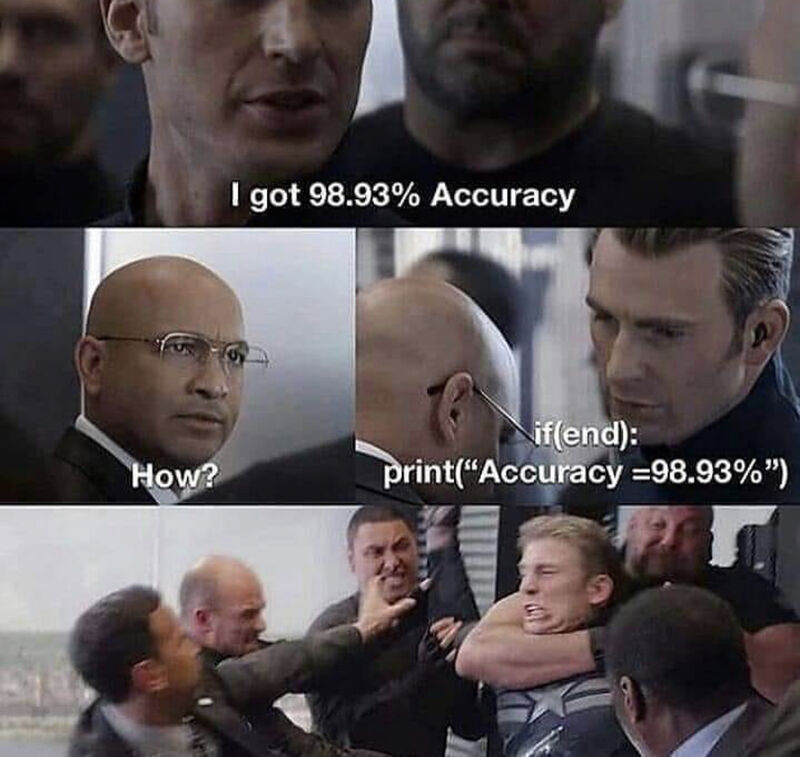 I got 98.93% Accuracy
How?
if(end):
print(“Accuracy =98.93%”)